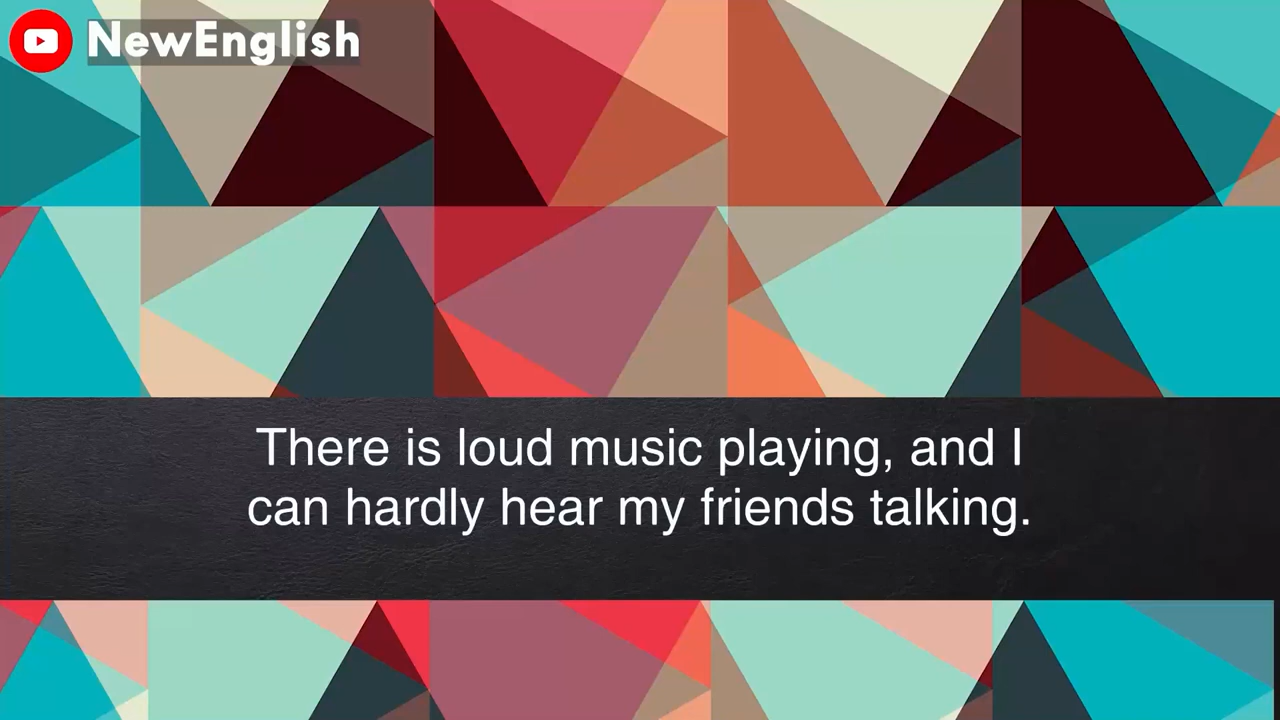 NewEnglish
There is loud music playing, and I
can hardly hear my friends talking.